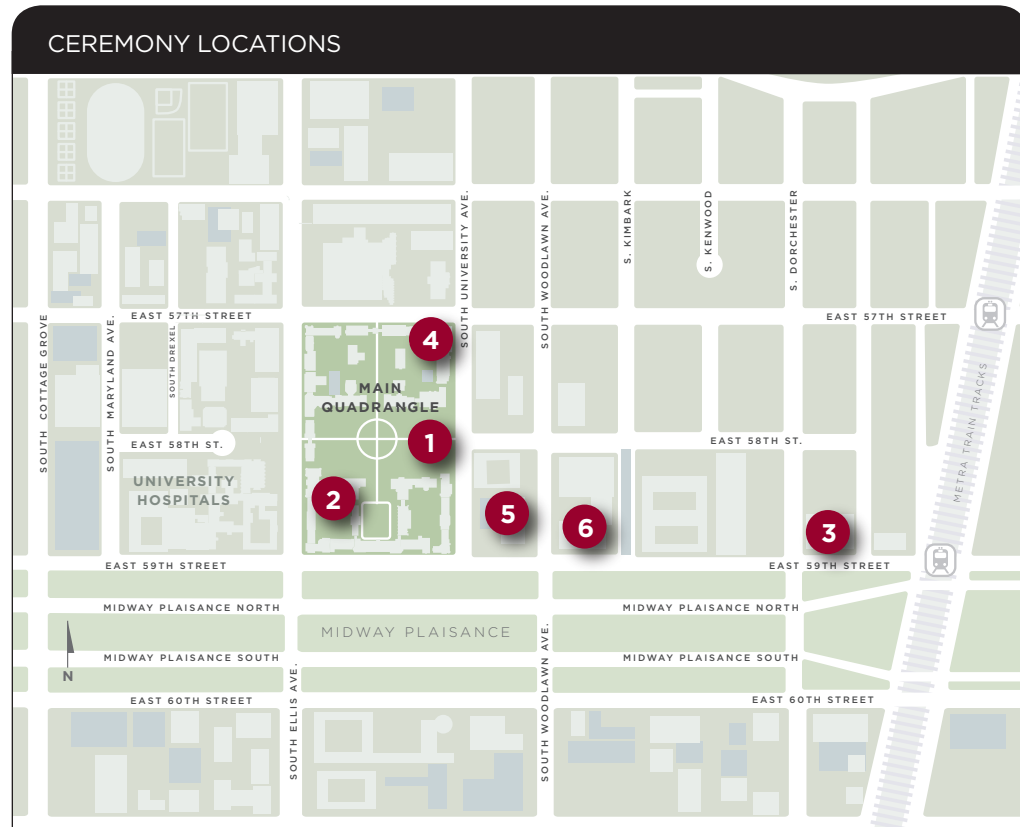 CEREMONY LOCATIONS
SOUTH UNIVERSITY AVE.
SOUTH WOODLAWN AVE.
S. KIMBARK
S. KENWOOD
S. DORCHESTER
EAST 57TH STREET
EAST 57TH STREET
SOUTH COTTAGE GROVE
SOUTH MARYLAND AVE.
SOUTH DREXEL
4
MAIN
QUADRANGLE
METRA TRAIN TRACKS
EAST 58TH ST.
1
EAST 58TH ST.
UNIVERSITY
HOSPITALS
2
5
6
3
EAST 59TH STREET
EAST 59TH STREET
MIDWAY PLAISANCE NORTH
MIDWAY PLAISANCE NORTH
MIDWAY PLAISANCE
MIDWAY PLAISANCE SOUTH
MIDWAY PLAISANCE SOUTH
N
EAST 60TH STREET
EAST 60TH STREET
SOUTH ELLIS AVE.
SOUTH WOODLAWN AVE.